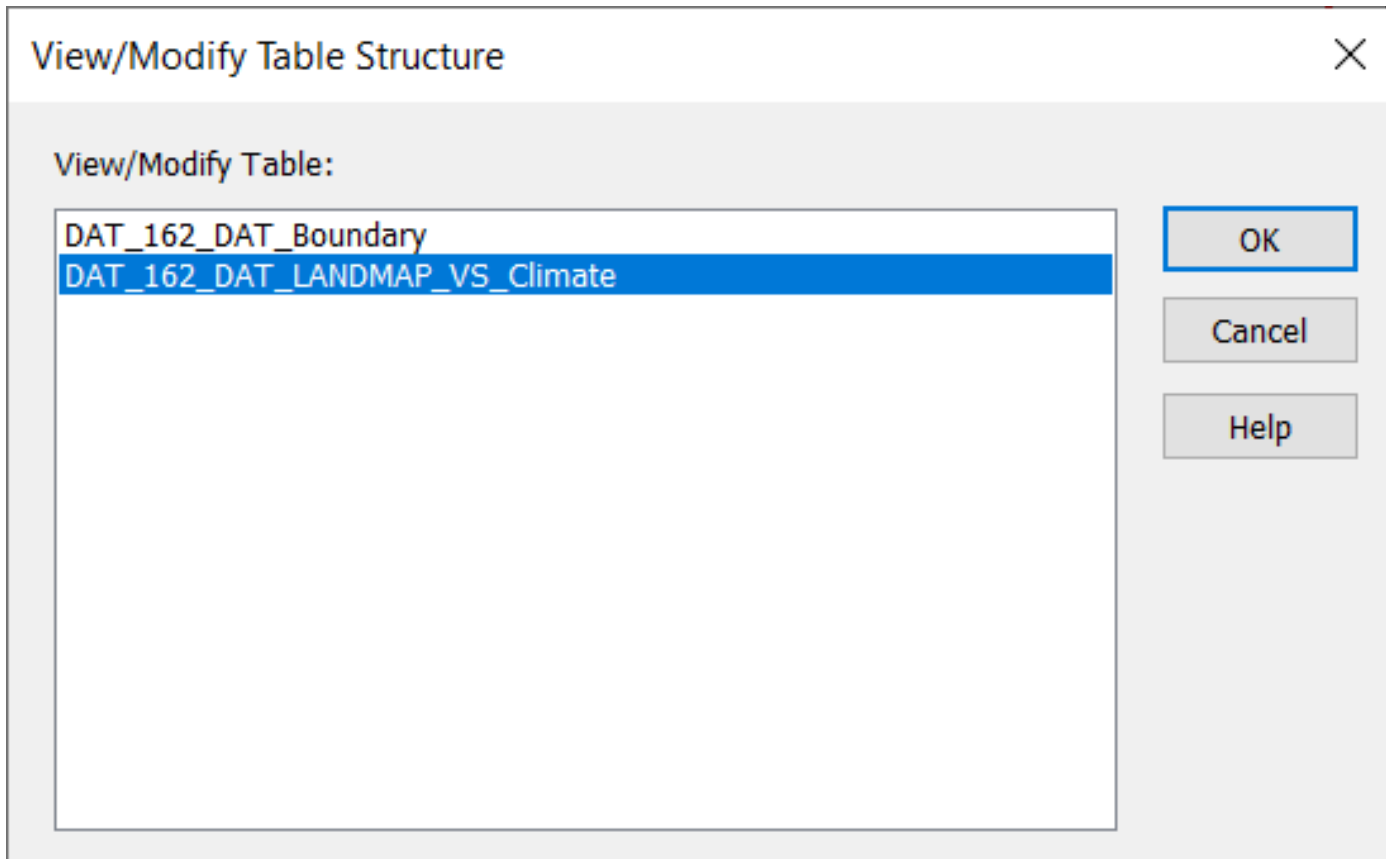 View/Modify Table Structure
View/Modify Table:
DAT_162_DAT_Boundary
DAT_162_DAT_LANDMAP_VS_Climate
OK
Cancel
Help